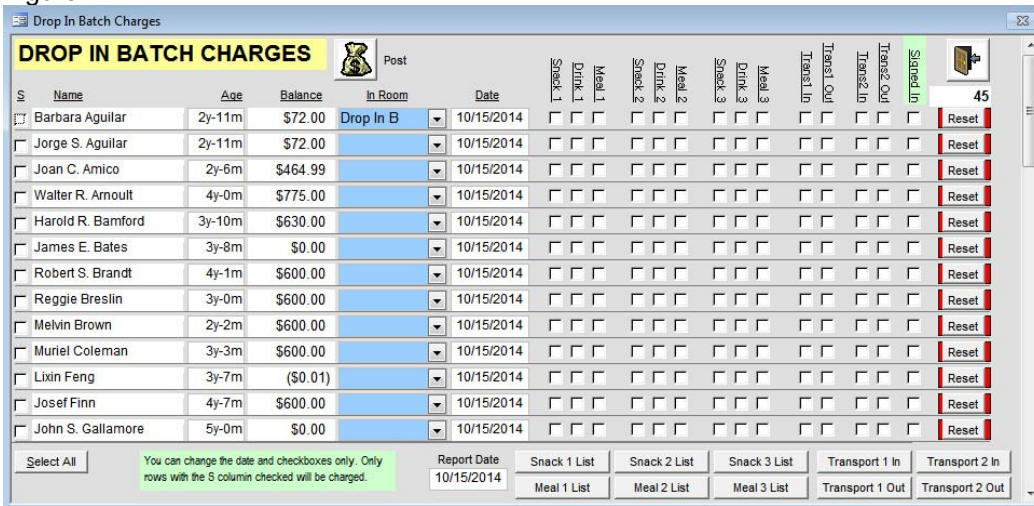 Drop In Batch Charges
DROP IN BATCH CHARGES
Post
Snack 1 Drink 1 Meal 1 Snack 2 Drink 2 Meal 2 Snack 3 Drink 3 Meal 3 Trans1 In Trans1 Out Trans2 In Trans2 Out Signed In
S Name Age Balance In Room Date 45
Barbara Aguilar 2y-11m $72.00 Drop In B 10/15/2014 Reset
Jorge S. Aguilar 2y-11m $72.00 10/15/2014 Reset
Joan C. Amico 2y-6m $464.99 10/15/2014 Reset
Walter R. Arnoult 4y-0m $775.00 10/15/2014 Reset
Harold R. Bamford 3y-10m $630.00 10/15/2014 Reset
James E. Bates 3y-8m $0.00 10/15/2014 Reset
Robert S. Brandt 4y-1m $600.00 10/15/2014 Reset
Reggie Breslin 3y-0m $600.00 10/15/2014 Reset
Melvin Brown 2y-2m $600.00 10/15/2014 Reset
Muriel Coleman 3y-3m $600.00 10/15/2014 Reset
Lixin Feng 3y-7m ($0.01) 10/15/2014 Reset
Josef Finn 4y-7m $600.00 10/15/2014 Reset
John S. Gallamore 5y-0m $0.00 10/15/2014 Reset
Select All
You can change the date and checkboxes only. Only
rows with the S column checked will be charged.
Report Date
10/15/2014
Snack 1 List Snack 2 List Snack 3 List Transport 1 In Transport 2 In
Meal 1 List Meal 2 List Meal 3 List Transport 1 Out Transport 2 Out